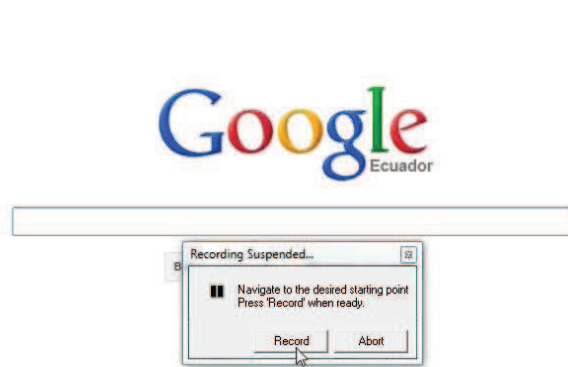 Google
Ecuador
B
Recording Suspended...
Navigate to the desired starting point
Press 'Record' when ready.
Record Abort